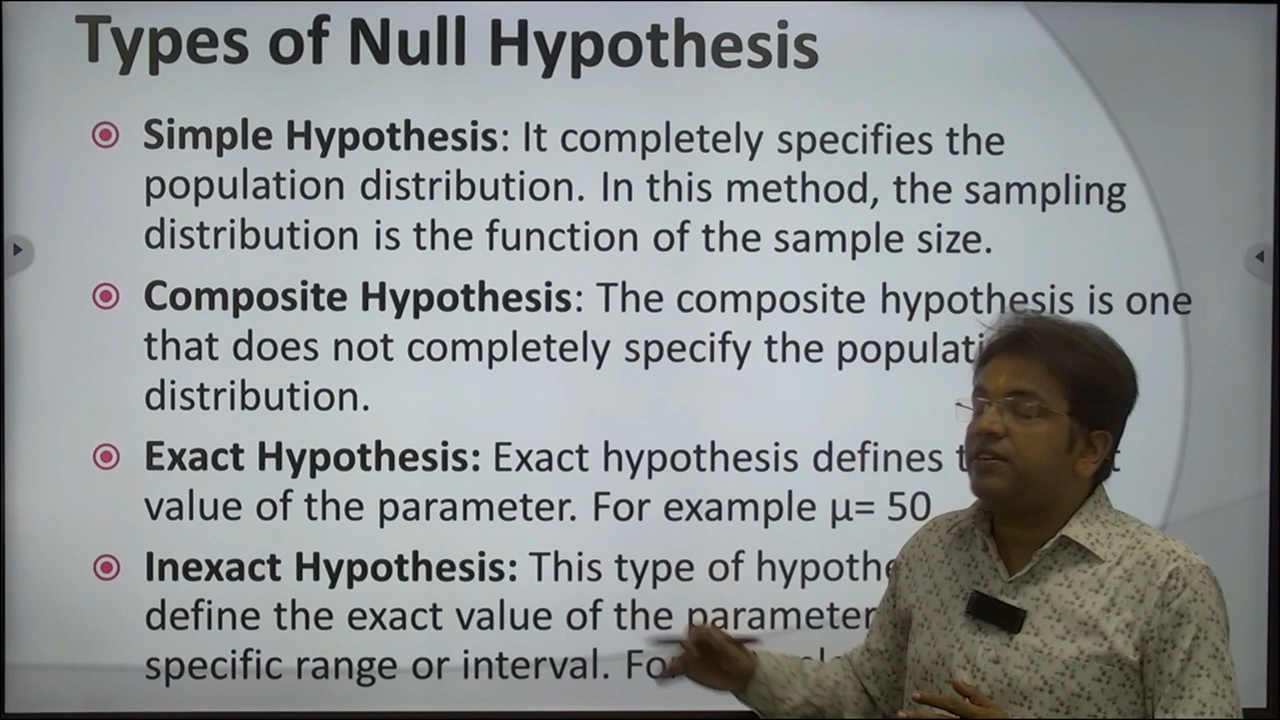 Types of Null Hypothesis
Simple Hypothesis: It completely specifies the
population distribution. In this method, the sampling
distribution is the function of the sample size.
Composite Hypothesis: The composite hypothesis is one
that does not completely specify the
distribution.
Exact Hypothesis: Exact hypothesis defines
value of the parameter. For example µ= 50
Inexact Hypothesis: This type of
define the exact value of the parameter
specific range or interval.